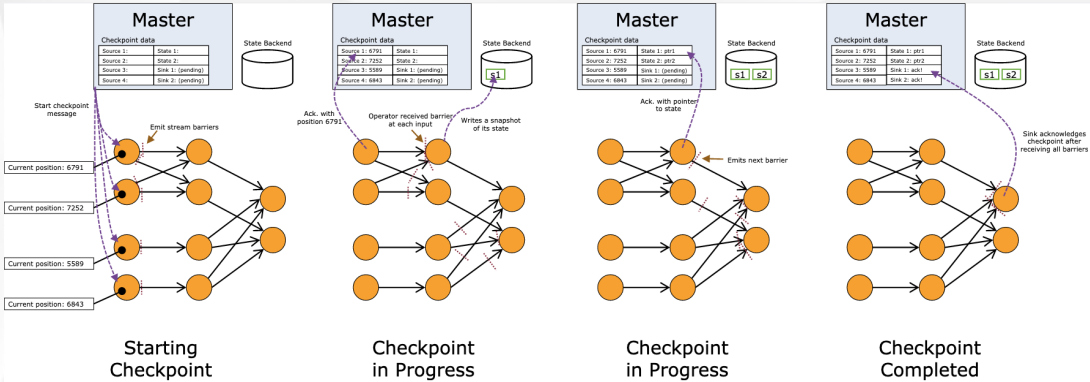 Master
Checkpoint data
Source 1:
State 1:
Source 2:
State 2:
Source 3:
Sink 1: (pending)
Source 4:
Sink 2: (pending)
State Backend
Start checkpoint
message
Emit stream barriers
Current position: 6791
Current position: 7252
Current position: 5589
Current position: 6843
Starting
Checkpoint
Master
Checkpoint data
Source 1: 6791
State 1:
Source 2: 7252
State 2:
Source 3: 5589
Sink 1: (pending)
Source 4: 6843
Sink 2: (pending)
State Backend
s1
Ack. with
position 6791
Operator received barrier
at each input
Writes a snapshot
of its state
Checkpoint
in Progress
Master
Checkpoint data
Source 1: 6791
State 1: ptr1
Source 2: 7252
State 2: ptr2
Source 3: 5589
Sink 1: (pending)
Source 4: 6843
Sink 2: (pending)
State Backend
s1
s2
Ack. with pointer
to state
Emits next barrier
Checkpoint
in Progress
Master
Checkpoint data
Source 1: 6791
State 1: ptr1
Source 2: 7252
State 2: ptr2
Source 3: 5589
Sink 1: ack!
Source 4: 6843
Sink 2: ack!
State Backend
s1
s2
Sink acknowledges
checkpoint after
receiving all barriers
Checkpoint
Completed